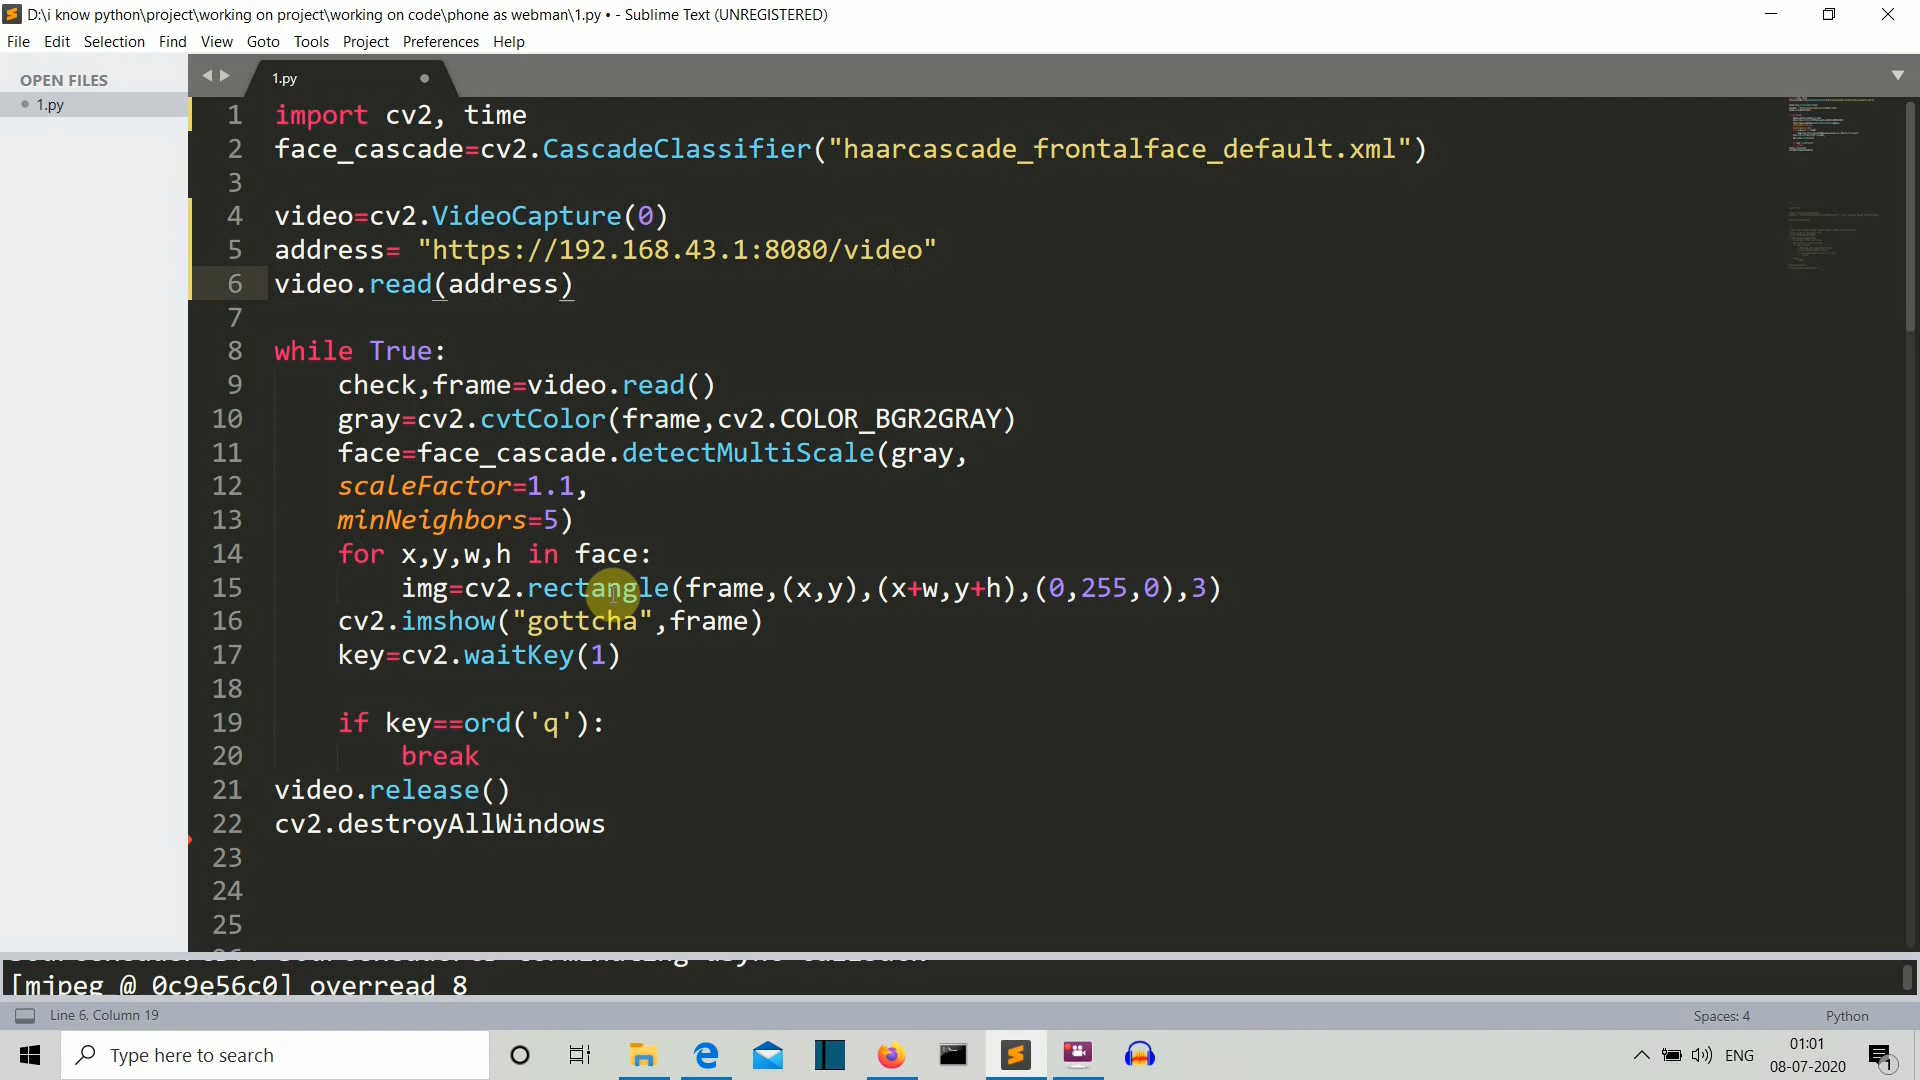 D:\i know python\project\working on project\working on code\phone as webman\1.py • - Sublime Text (UNREGISTERED)
File Edit Selection Find View Goto Tools Project Preferences Help
OPEN FILES
1.py
1.py
1 import cv2, time
2 face_cascade=cv2.CascadeClassifier("haarcascade_frontalface_default.xml")
3
4 video=cv2.VideoCapture(0)
5 address= "https://192.168.43.1:8080/video"
6 video.read(address)
7
8 while True:
9 check,frame=video.read()
10 gray=cv2.cvtColor(frame,cv2.COLOR_BGR2GRAY)
11 face=face_cascade.detectMultiScale(gray,
12 scaleFactor=1.1,
13 minNeighbors=5)
14 for x,y,w,h in face:
15 img=cv2.rectangle(frame,(x,y),(x+w,y+h),(0,255,0),3)
16 cv2.imshow("gottcha",frame)
17 key=cv2.waitKey(1)
18
19 if key==ord('q'):
20 break
21 video.release()
22 cv2.destroyAllWindows
23
24
25
[mjpeg @ 0c9e56c0] overread 8
Line 6, Column 19
Spaces: 4
Python
Type here to search
ENG
01:01
08-07-2020
1